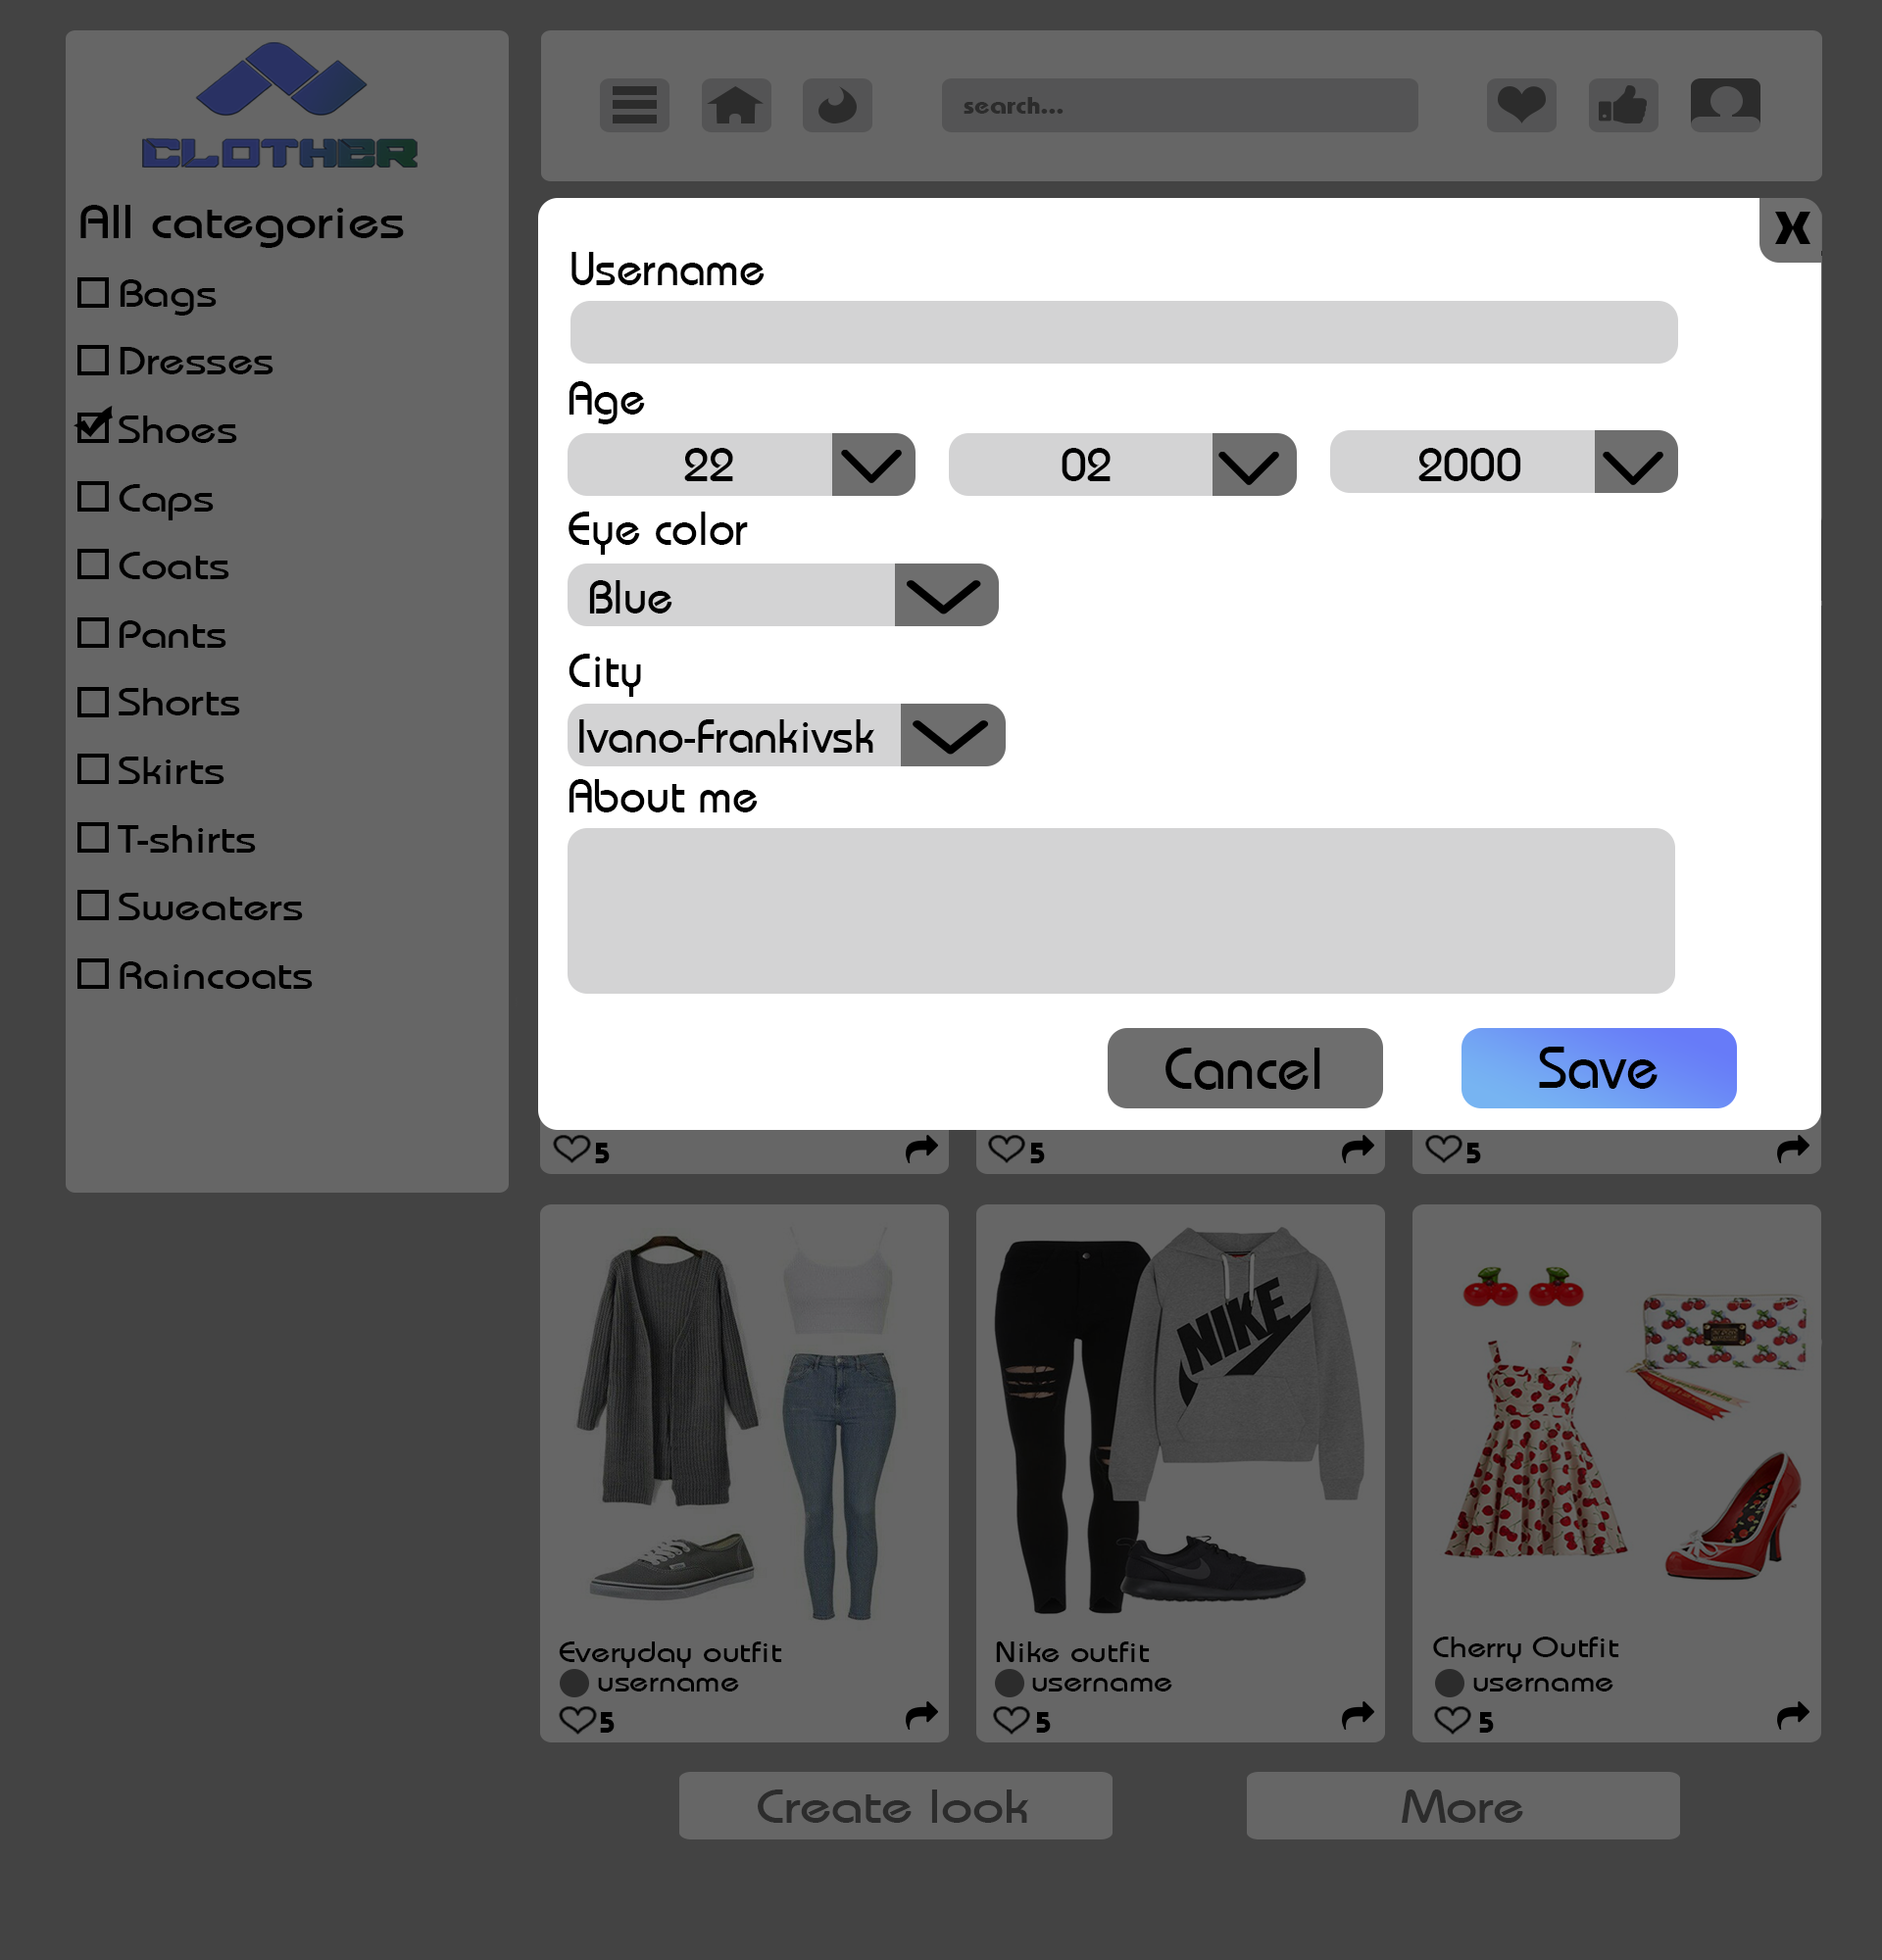 CLOTHER
All categories
Bags
Dresses
Shoes
Caps
Coats
Pants
Shorts
Skirts
T-shirts
Sweaters
Raincoats
search...
X
Username
Age
22 02 2000
Eye color
Blue
City
Ivano-Frankivsk
About me
Cancel Save
5 5 5
NIKE
Everyday outfit
username
5
Nike outfit
username
5
Cherry Outfit
username
5
Create look More